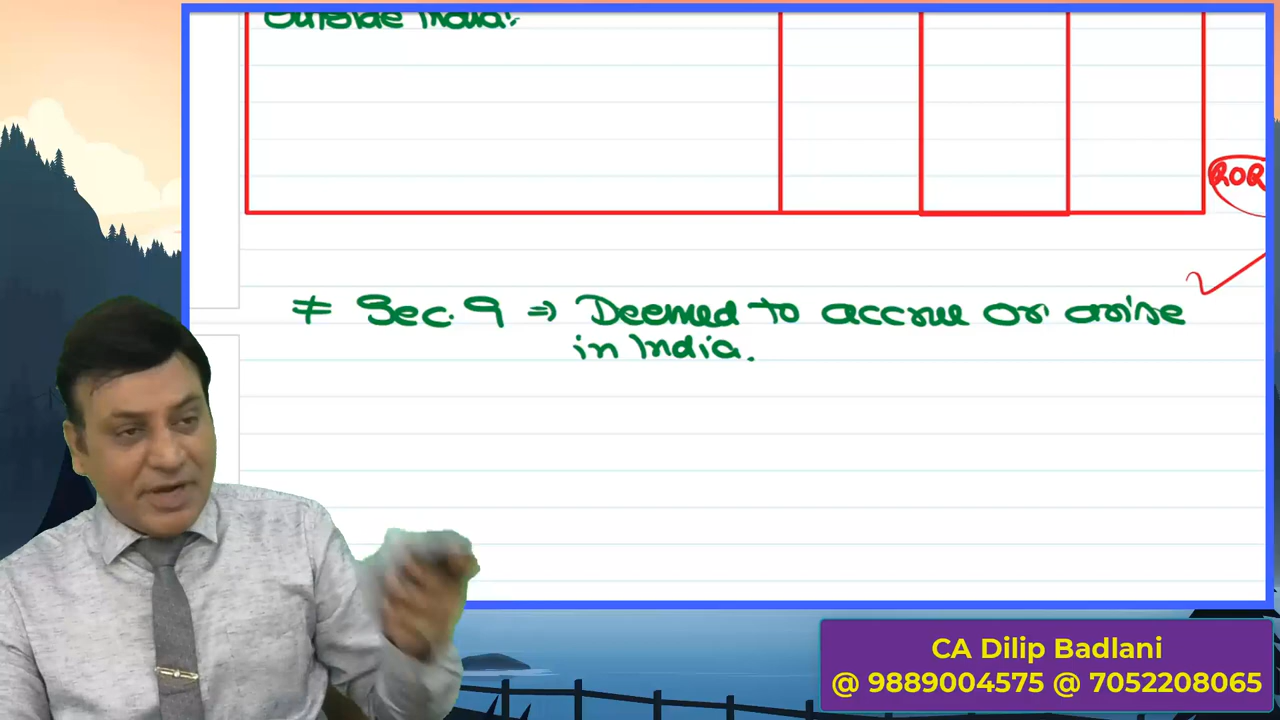 Outside India.
ROR
# Sec. 9 ⇒ Deemed to accrue or arise
in India.
CA Dilip Badlani
@ 9889004575 @ 7052208065